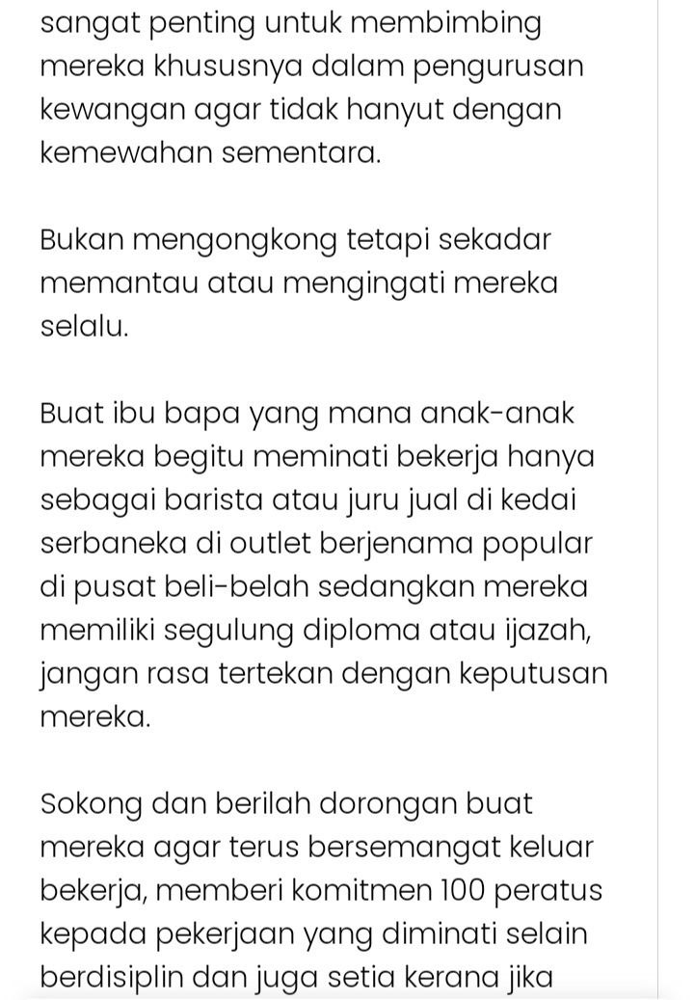 sangat penting untuk membimbing
mereka khususnya dalam pengurusan
kewangan agar tidak hanyut dengan
kemewahan sementara.
Bukan mengongkong tetapi sekadar
memantau atau mengingati mereka
selalu.
Buat ibu bapa yang mana anak-anak
mereka begitu meminati bekerja hanya
sebagai barista atau juru jual di kedai
serbaneka di outlet berjenama popular
di pusat beli-belah sedangkan mereka
memiliki segulung diploma atau ijazah,
jangan rasa tertekan dengan keputusan
mereka.
Sokong dan berilah dorongan buat
mereka agar terus bersemangat keluar
bekerja, memberi komitmen 100 peratus
kepada pekerjaan yang diminati selain
berdisiplin dan juga setia kerana jika